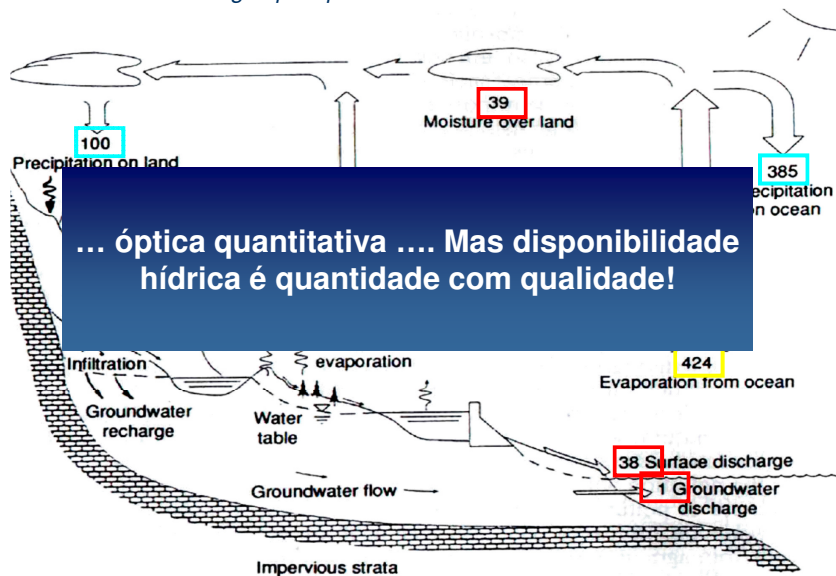 39
Moisture over land
100
Precipitation on land
385
ecipitation
n ocean
… óptica quantitativa .... Mas disponibilidade
hídrica é quantidade com qualidade!
Infiltration
evaporation
424
Evaporation from ocean
Groundwater
recharge
Water
table
38 Surface discharge
Groundwater flow
1 Groundwater
discharge
Impervious strata